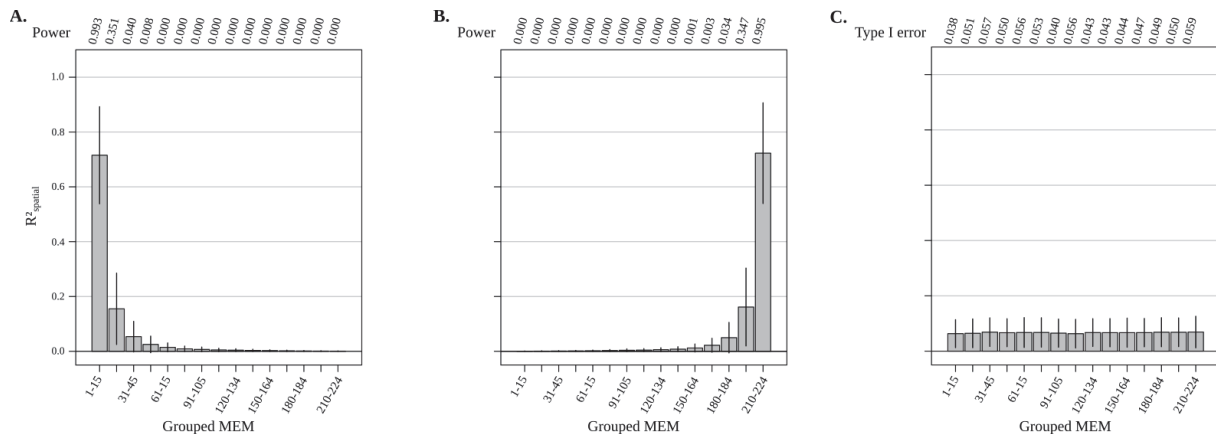 A.
Power
0.993 0.351 0.040 0.008 0.000 0.000 0.000 0.000 0.000 0.000 0.000 0.000 0.000 0.000 0.000
1.0
0.8
0.6
0.4
0.2
0.0
R²spatial
1-15 31-45 61-15 91-105 120-134 150-164 180-184 210-224
Grouped MEM
B.
Power
0.000 0.000 0.000 0.000 0.000 0.000 0.000 0.000 0.000 0.000 0.001 0.003 0.034 0.347 0.995
1-15 31-45 61-15 91-105 120-134 150-164 180-184 210-224
Grouped MEM
C.
Type I error
0.038 0.051 0.057 0.050 0.056 0.053 0.040 0.056 0.043 0.043 0.044 0.047 0.049 0.050 0.059
1-15 31-45 61-15 91-105 120-134 150-164 180-184 210-224
Grouped MEM